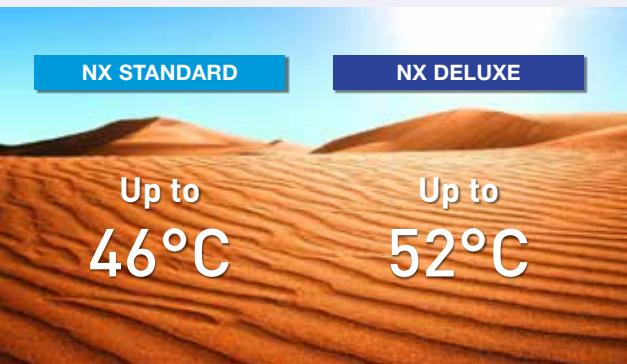 NX STANDARD
NX DELUXE
Up to
46°C
Up to
52°C